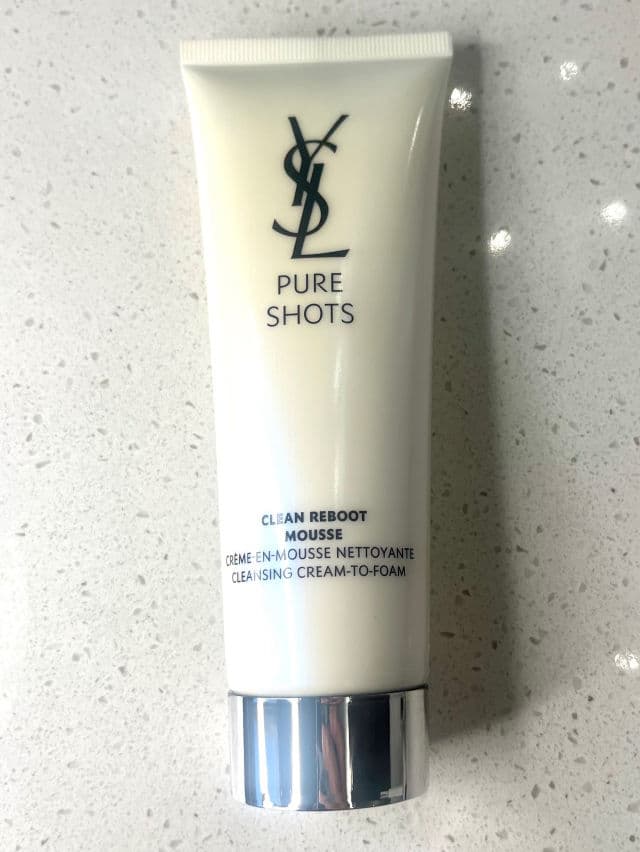 YSL
PURE
SHOTS
CLEAN REBOOT
MOUSSE
CRÈME-EN-MOUSSE NETTOYANTE
CLEANSING CREAM-TO-FOAM